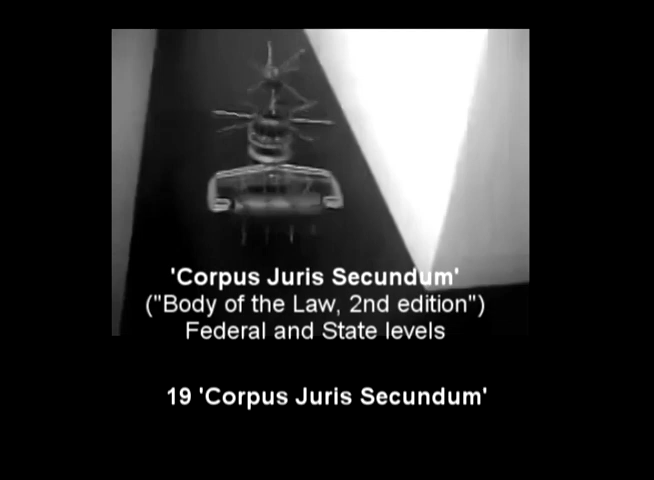 'Corpus Juris Secundum'
("Body of the Law, 2nd edition")
Federal and State levels
19 'Corpus Juris Secundum'